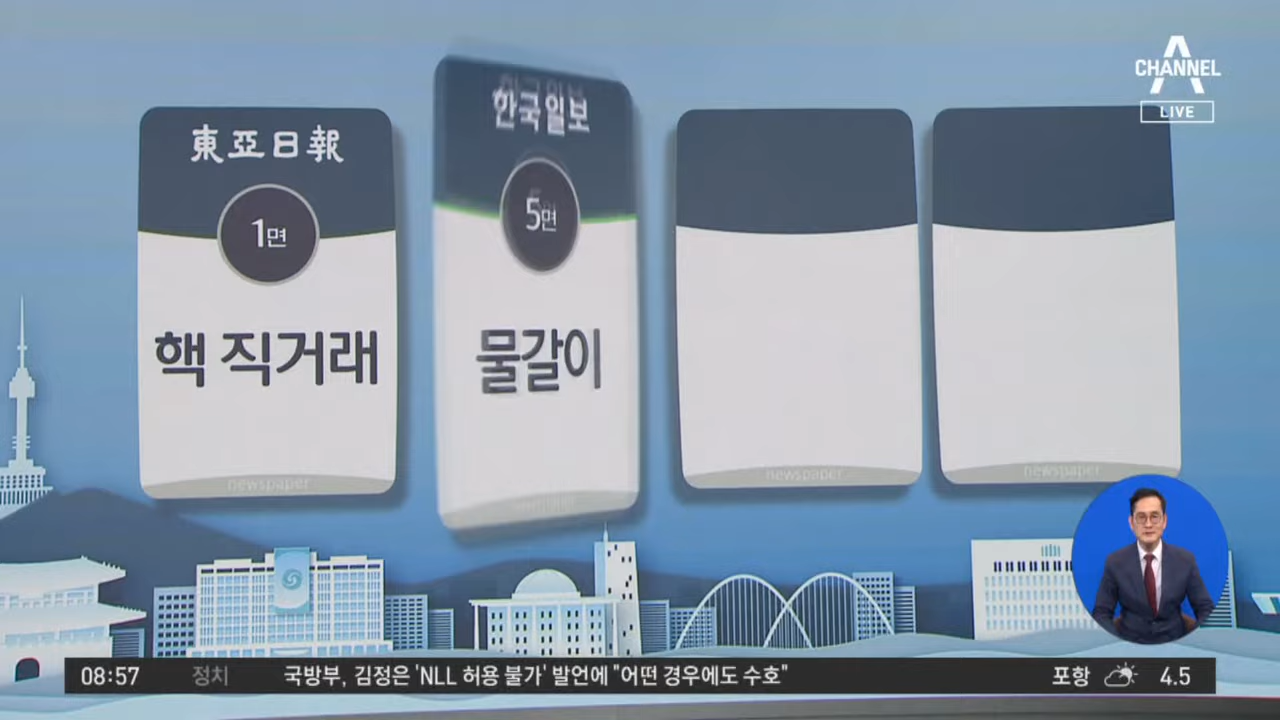 CHANNEL A
LIVE
東亞日報
1면
핵 직거래
newspaper
한국일보
5면
물갈이
newspaper
newspaper
08:57 정치 국방부, 김정은 'NLL 허용 불가' 발언에 "어떤 경우에도 수호" 포항 4.5